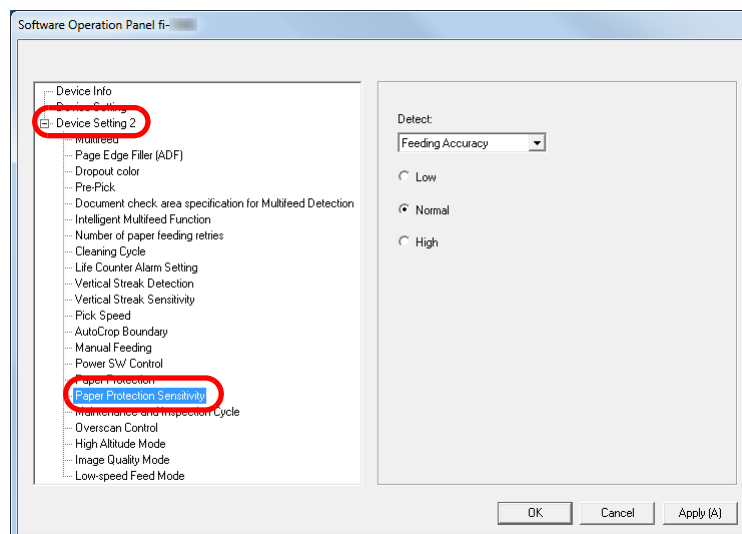 Software Operation Panel fi-
Device Info
Device Setting
Device Setting 2
Multifeed
Page Edge Filler (ADF)
Dropout color
Pre-Pick
Document check area specification for Multifeed Detection
Intelligent Multifeed Function
Number of paper feeding retries
Cleaning Cycle
Life Counter Alarm Setting
Vertical Streak Detection
Vertical Streak Sensitivity
Pick Speed
AutoCrop Boundary
Manual Feeding
Power SW Control
Paper Protection
Paper Protection Sensitivity
Maintenance and Inspection Cycle
Overscan Control
High Altitude Mode
Image Quality Mode
Low-speed Feed Mode
Detect:
Feeding Accuracy
Low
Normal
High
OK
Cancel
Apply (A)